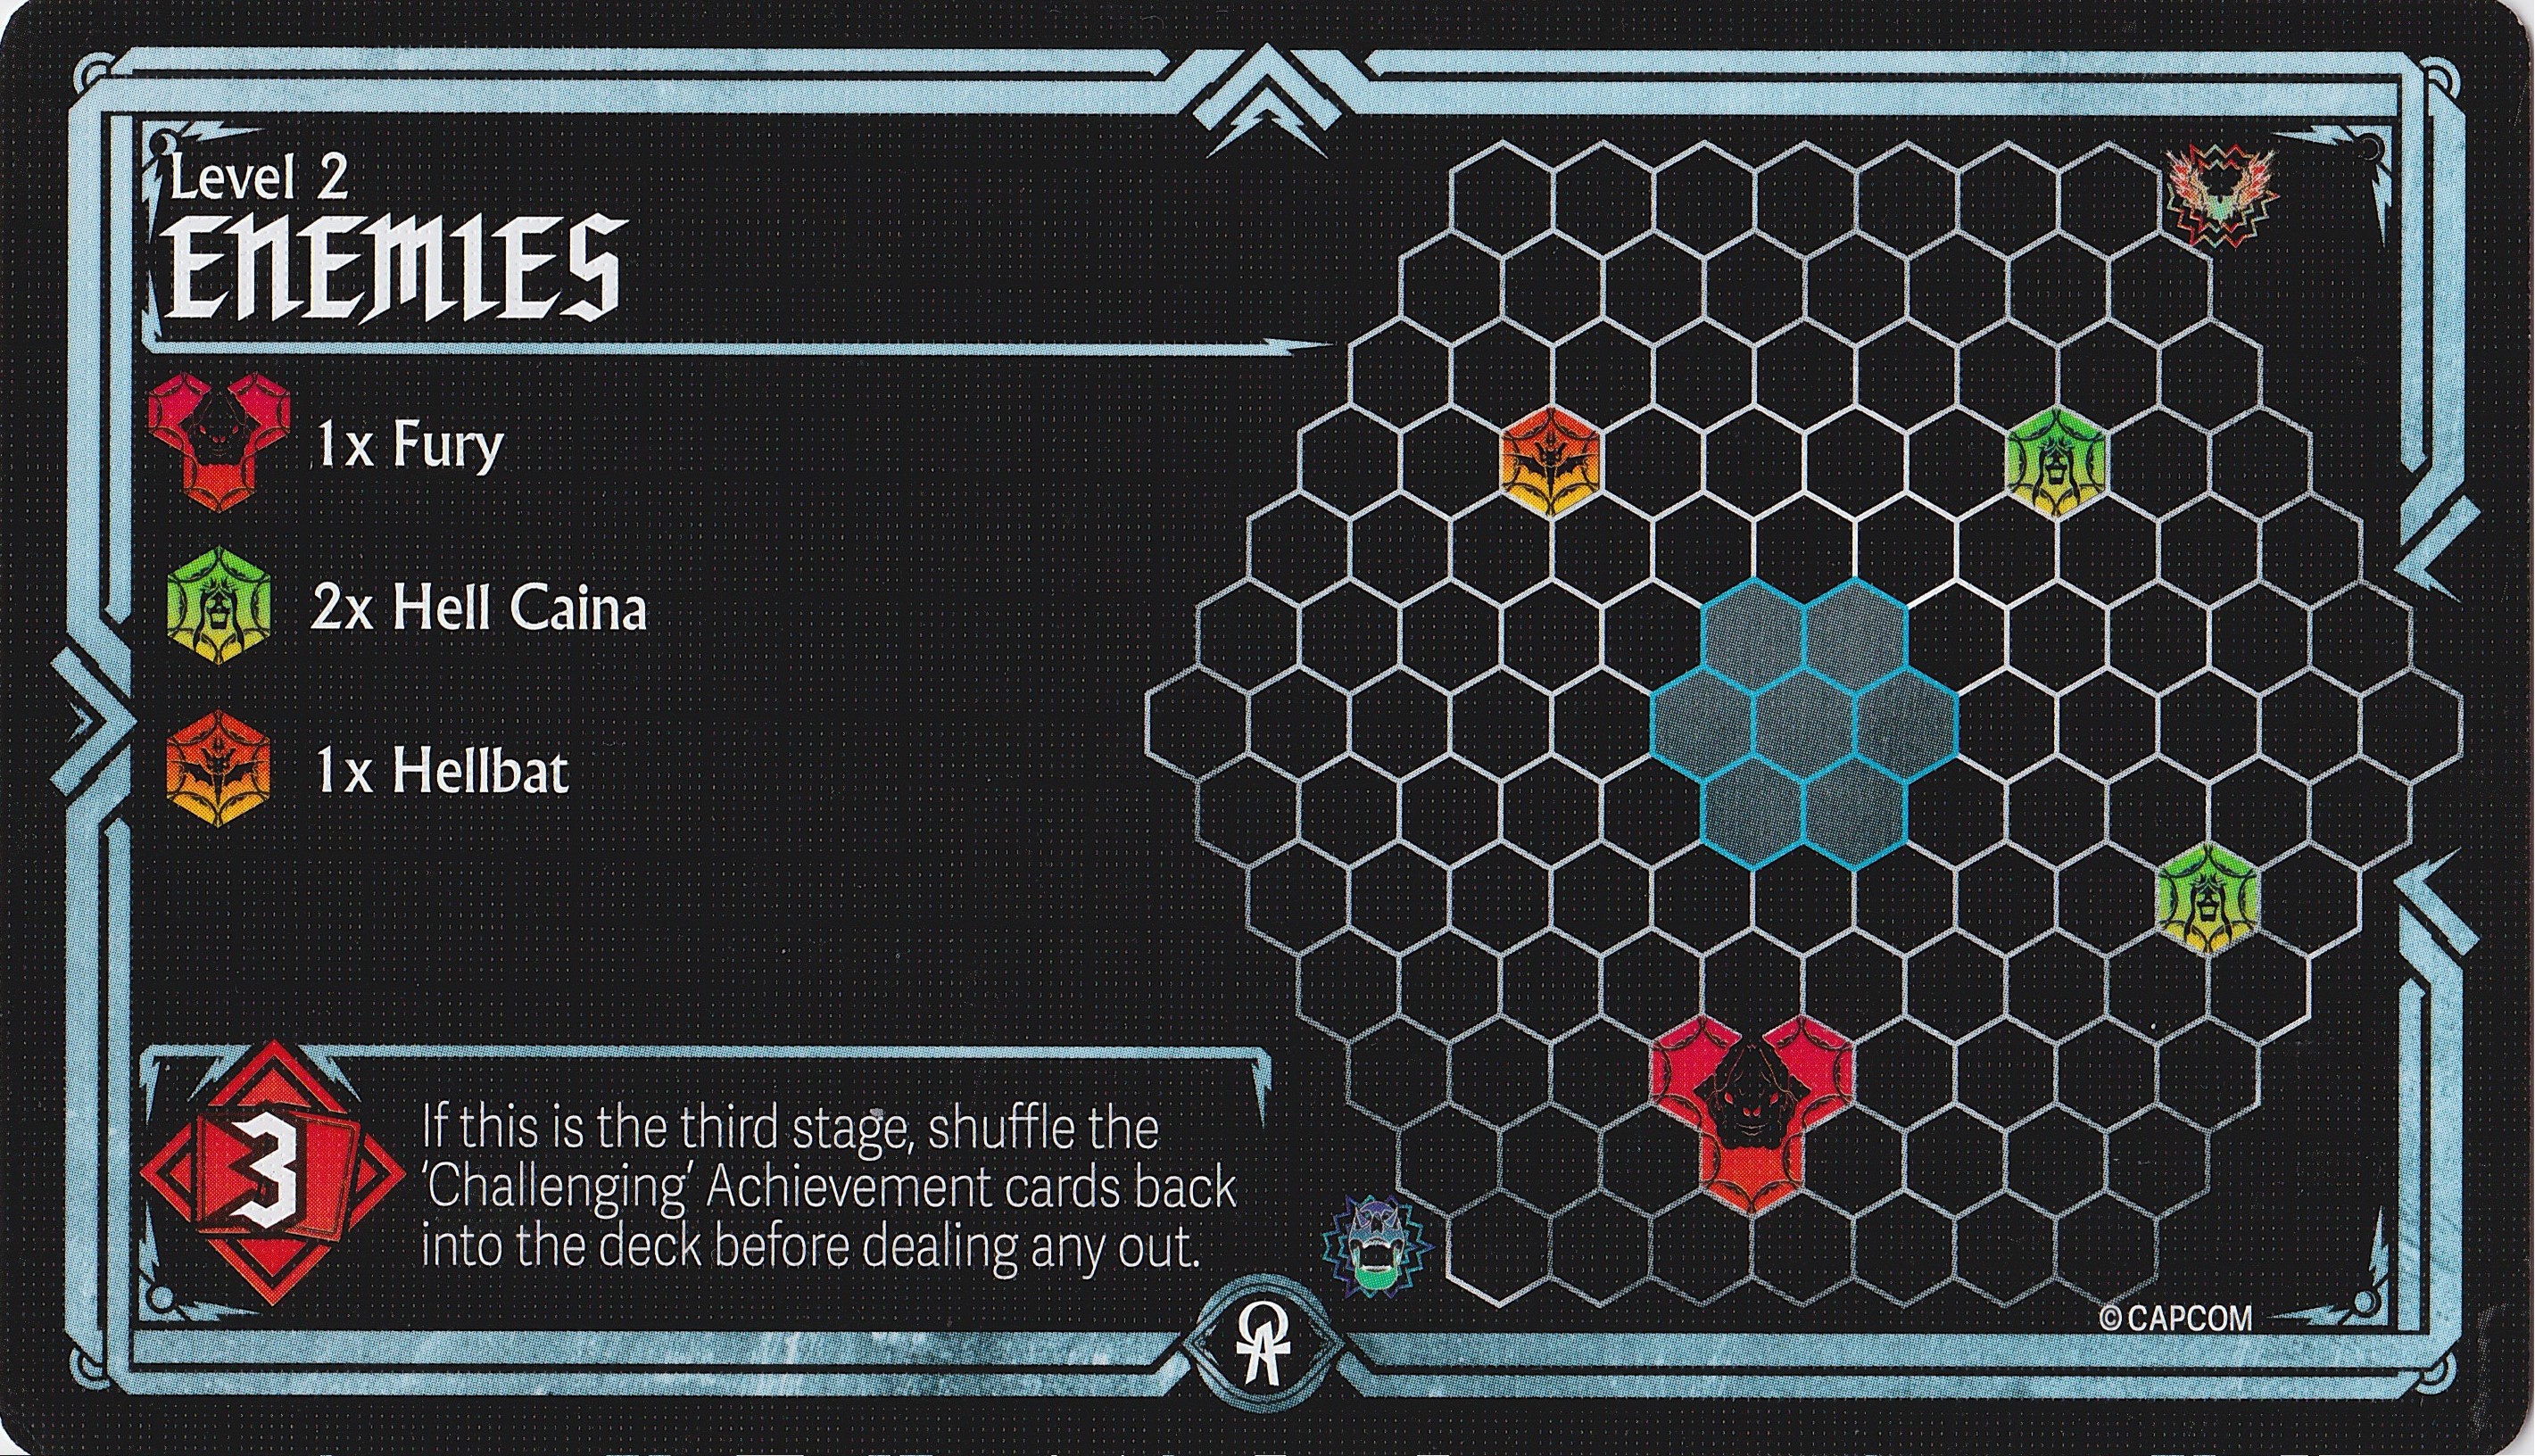 Level 2
ENEMIES
1x Fury
2x Hell Caina
1x Hellbat
3
If this is the third stage, shuffle the
‘Challenging’ Achievement cards back
into the deck before dealing any out.
© CAPCOM